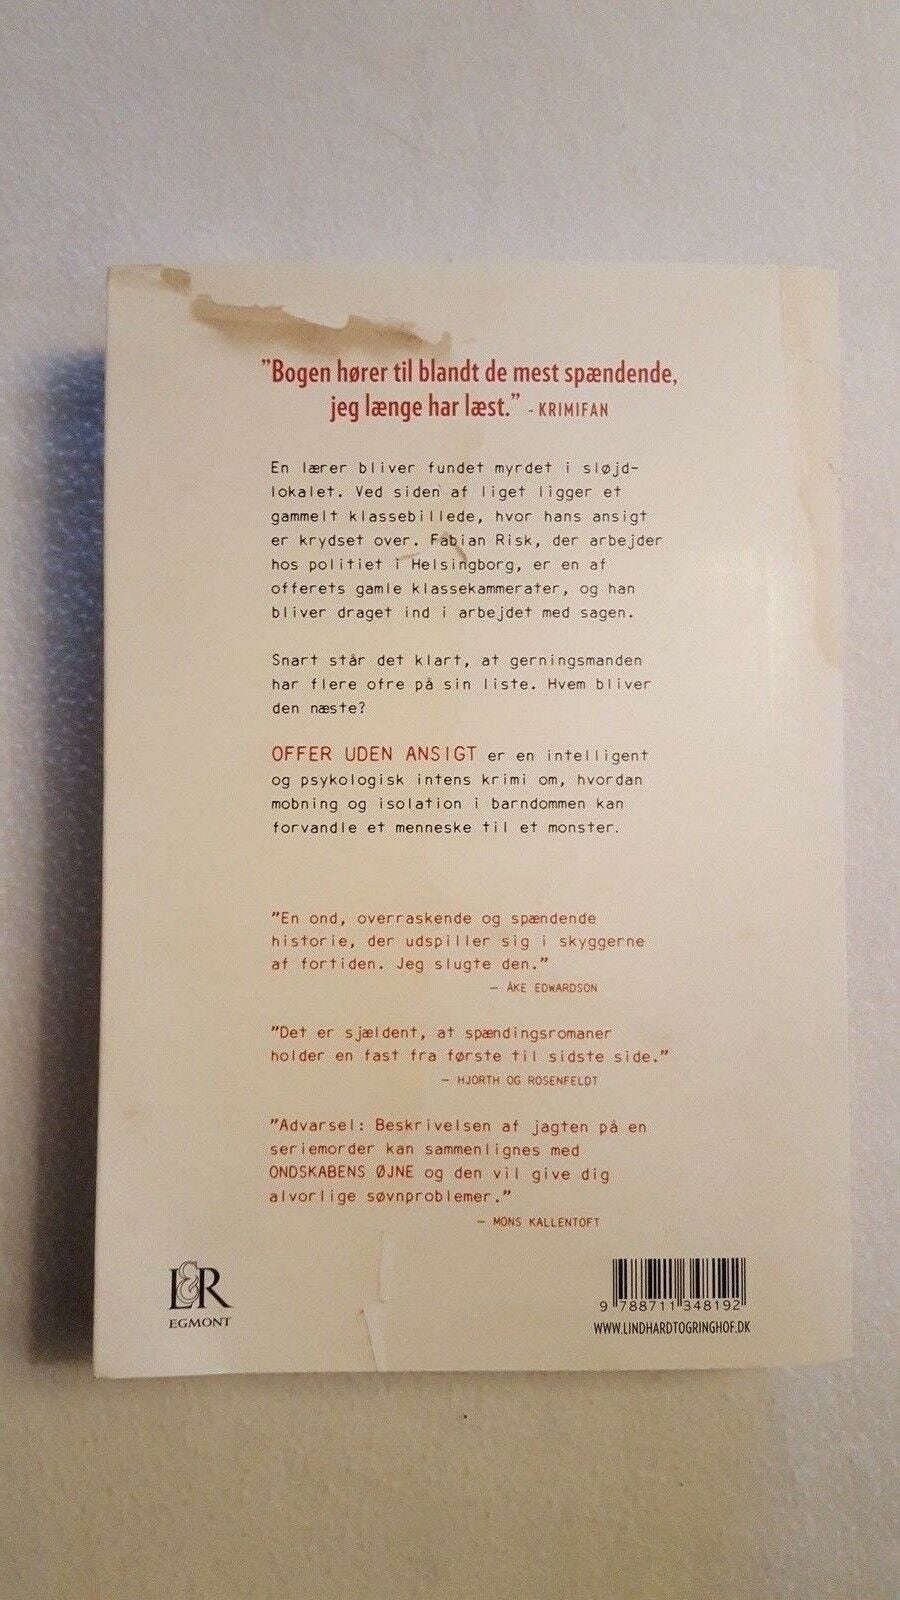 ”Bogen hører til blandt de mest spændende,
jeg længe har læst.” - KRIMIFAN
En lærer bliver fundet myrdet i sløjd-
lokalet. Ved siden af liget ligger et
gammelt klassebillede, hvor hans ansigt
er krydset over. Fabian Risk, der arbejder
hos politiet i Helsingborg, er en af
offerets gamle klassekammerater, og han
bliver draget ind i arbejdet med sagen.
Snart står det klart, at gerningsmanden
har flere ofre på sin liste. Hvem bliver
den næste?
OFFER UDEN ANSIGT er en intelligent
og psykologisk intens krimi om, hvordan
mobning og isolation i barndommen kan
forvandle et menneske til et monster.
”En ond, overraskende og spændende
historie, der udspiller sig i skyggerne
af fortiden. Jeg slugte den.”
– ÅKE EDWARDSON
”Det er sjældent, at spændingsromaner
holder en fast fra første til sidste side.”
– HJORTH OG ROSENFELDT
”Advarsel: Beskrivelsen af jagten på en
seriemorder kan sammenlignes med
ONDSKABENS ØJNE og den vil give dig
alvorlige søvnproblemer.”
– MONS KALLENTOFT
L&R
EGMONT
9 788711 348192
WWW.LINDHARDTOGRINGHOF.DK